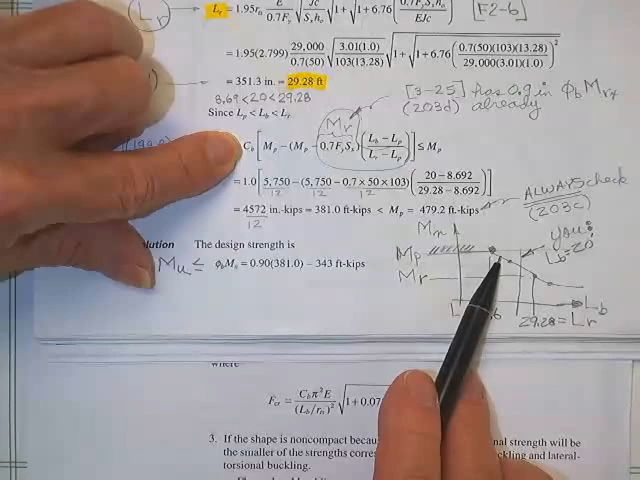 Lr
Lr = 1.95rts E/0.7Fy √Jc/Sxho √1+√1+6.76(0.7FySxho/EJc)
[F2-6]
= 1.95(2.799) 29,000/0.7(50) √3.01(1.0)/103(13.28) √1+√1+6.76(0.7(50)(103)(13.28)/29,000(3.01)(1.0))²
= 351.3 in. = 29.28 ft
8.69<20<29.28
[3-25] has 0.9 in ϕbMrx
(203d) already
Since Lp < Lb < Lr,
Mr
Cb[Mp−(Mp−0.7FySx)(Lb−Lp/Lr−Lp)] ≤ Mp
= 1.0[5,750−(5,750−0.7×50×103)(20−8.692/29.28−8.692)]
12 12 12
= 4572 in.-kips = 381.0 ft-kips < Mp = 479.2 ft-kips
12
ALWAYS check
(203c)
Mn
you:
Lb=20'
olution The design strength is
Mu ≤ ϕbMn = 0.90(381.0) − 343 ft-kips
Mp
Mr
Lb
29.28 = Lr
where
Fcr = Cbπ²E/(Lb/rts)² √1+0.07
3. If the shape is noncompact becau nal strength will be
the smaller of the strengths corres ckling and lateral-
torsional buckling.